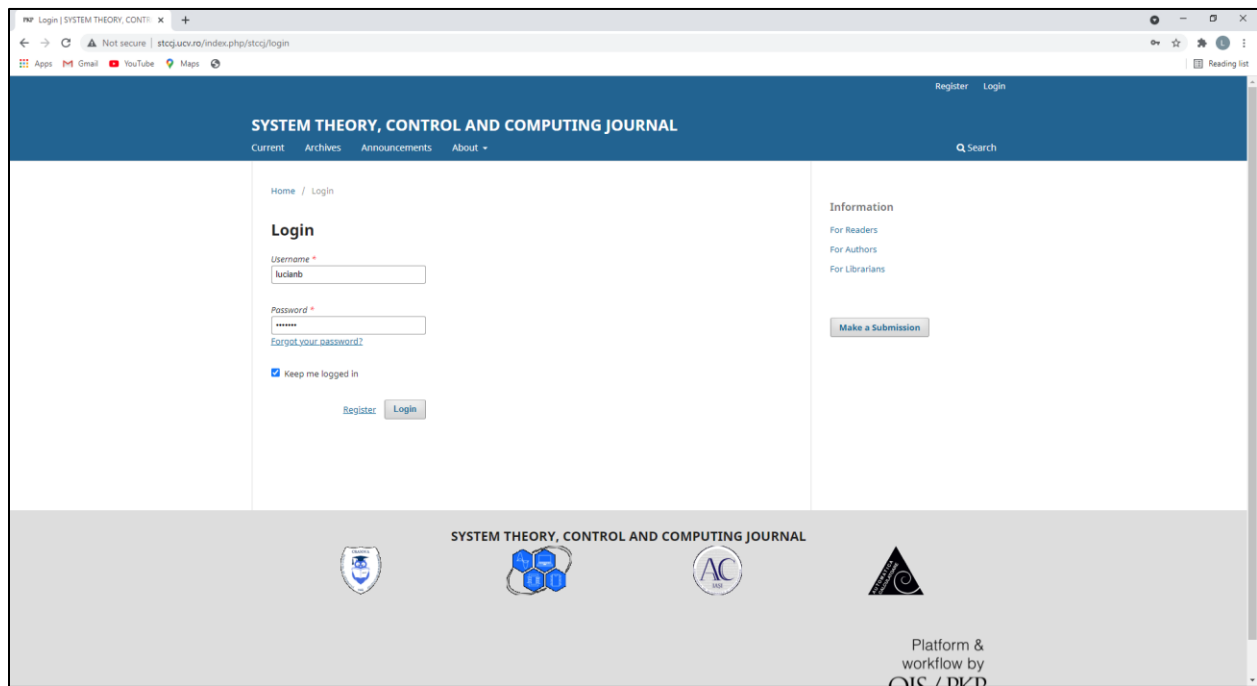 PKP Login | SYSTEM THEORY, CONTR
Not secure | stccj.ucv.ro/index.php/stccj/login
L
Apps Gmail YouTube Maps Reading list
Register Login
SYSTEM THEORY, CONTROL AND COMPUTING JOURNAL
Current Archives Announcements About Search
Home / Login
Login
Username *
lucianb
Password *
•••••••
Forgot your password?
Keep me logged in
Register Login
Information
For Readers
For Authors
For Librarians
Make a Submission
SYSTEM THEORY, CONTROL AND COMPUTING JOURNAL
AC
Platform &
workflow by
OJS / PKP